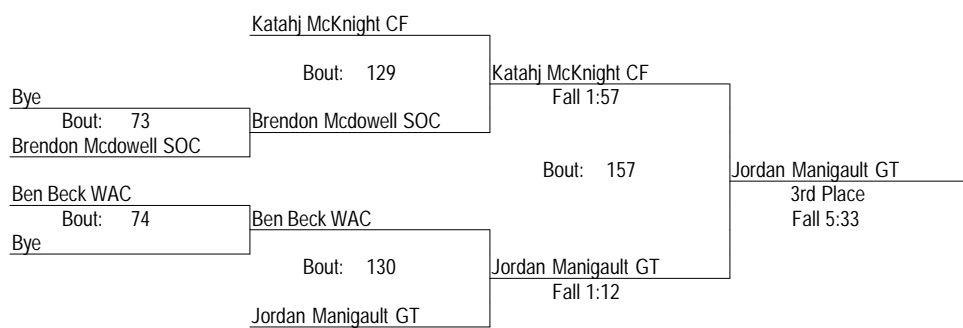 Katahj McKnight CF
Bout: 129
Katahj McKnight CF
Bye
Fall 1:57
Bout: 73
Brendon Mcdowell SOC
Brendon Mcdowell SOC
Bout: 157
Jordan Manigault GT
Ben Beck WAC
3rd Place
Bout: 74
Ben Beck WAC
Fall 5:33
Bye
Bout: 130
Jordan Manigault GT
Fall 1:12
Jordan Manigault GT